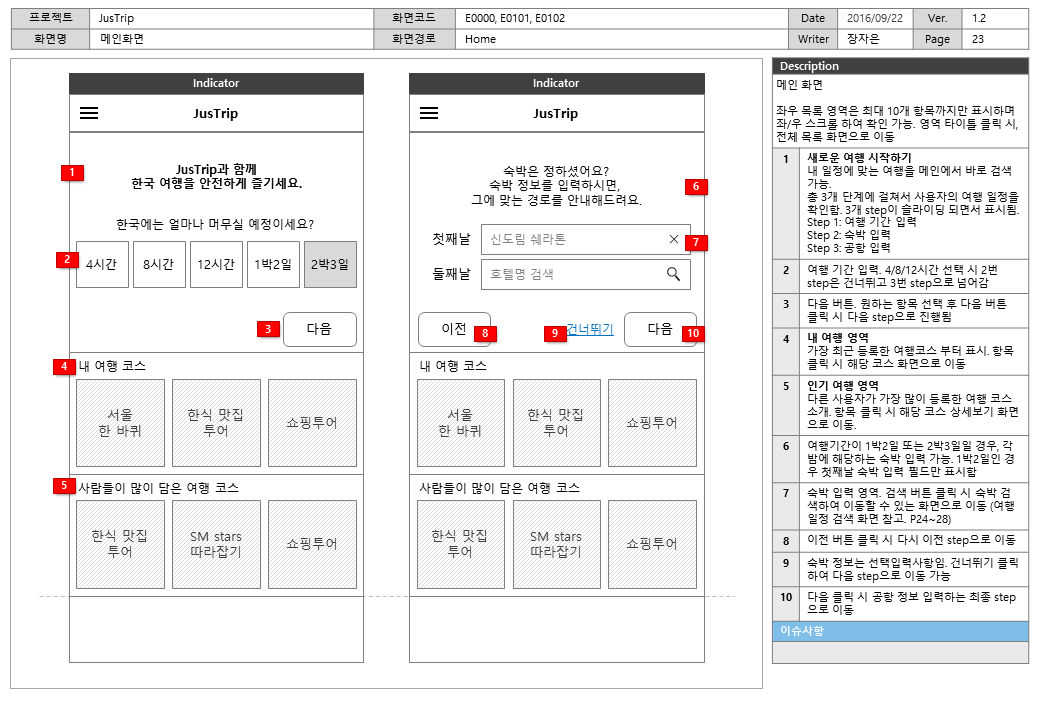 프로젝트 JusTrip 화면코드 E0000, E0101, E0102 Date 2016/09/22 Ver. 1.2
화면명 메인화면 화면경로 Home Writer 장자은 Page 23
Indicator
JusTrip
1
JusTrip과 함께
한국 여행을 안전하게 즐기세요.
한국에는 얼마나 머무실 예정이세요?
2
4시간 8시간 12시간 1박2일 2박3일
3
다음
4
내 여행 코스
서울
한 바퀴
한식 맛집
투어
쇼핑투어
5
사람들이 많이 담은 여행 코스
한식 맛집
투어
SM stars
따라잡기
쇼핑투어
Indicator
JusTrip
숙박은 정하셨어요?
숙박 정보를 입력하시면,
그에 맞는 경로를 안내해드려요.
6
첫째날 신도림 쉐라톤
7
둘째날 호텔명 검색
이전
8
9
건너뛰기
다음
10
내 여행 코스
서울
한 바퀴
한식 맛집
투어
쇼핑투어
사람들이 많이 담은 여행 코스
한식 맛집
투어
SM stars
따라잡기
쇼핑투어
Description
메인 화면
좌우 목록 영역은 최대 10개 항목까지만 표시하며
좌/우 스크롤 하여 확인 가능. 영역 타이틀 클릭 시,
전체 목록 화면으로 이동
1 새로운 여행 시작하기
내 일정에 맞는 여행을 메인에서 바로 검색
가능.
총 3개 단계에 걸쳐서 사용자의 여행 일정을
확인함. 3개 step이 슬라이딩 되면서 표시됨.
Step 1: 여행 기간 입력
Step 2: 숙박 입력
Step 3: 공항 입력
2 여행 기간 입력. 4/8/12시간 선택 시 2번
step은 건너뛰고 3번 step으로 넘어감
3 다음 버튼. 원하는 항목 선택 후 다음 버튼
클릭 시 다음 step으로 진행됨
4 내 여행 영역
가장 최근 등록한 여행코스 부터 표시. 항목
클릭 시 해당 코스 화면으로 이동
5 인기 여행 영역
다른 사용자가 가장 많이 등록한 여행 코스
소개. 항목 클릭 시 해당 코스 상세보기 화면
으로 이동.
6 여행기간이 1박2일 또는 2박3일일 경우, 각
밤에 해당하는 숙박 입력 가능. 1박2일인 경
우 첫째날 숙박 입력 필드만 표시함
7 숙박 입력 영역. 검색 버튼 클릭 시 숙박 검
색하여 이동할 수 있는 화면으로 이동 (여행
일정 검색 화면 참고. P24~28)
8 이전 버튼 클릭 시 다시 이전 step으로 이동
9 숙박 정보는 선택입력사항임. 건너뛰기 클릭
하여 다음 step으로 이동 가능
10 다음 클릭 시 공항 정보 입력하는 최종 step
으로 이동
이슈사항